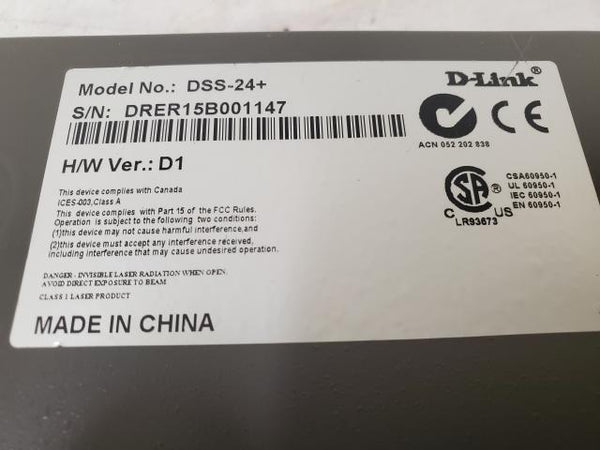 Model No.: DSS-24+
D-Link®
S/N: DRER15B001147
ACN 052 202 838
H/W Ver.: D1
This device complies with Canada
ICES-003,Class A
This device complies with Part 15 of the FCC Rules.
Operation is subject to the following two conditions:
(1)this device may not cause harmful interference,and
(2)this device must accept any interference received,
including interference that may cause undesired operation.
SA ®
C US
LR93673
CSA60950-1
UL 60950-1
IEC 60950-1
EN 60950-1
DANGER - INVISIBLE LASER RADIATION WHEN OPEN.
AVOID DIRECT EXPOSURE TO BEAM
CLASS 1 LASER PRODUCT
MADE IN CHINA